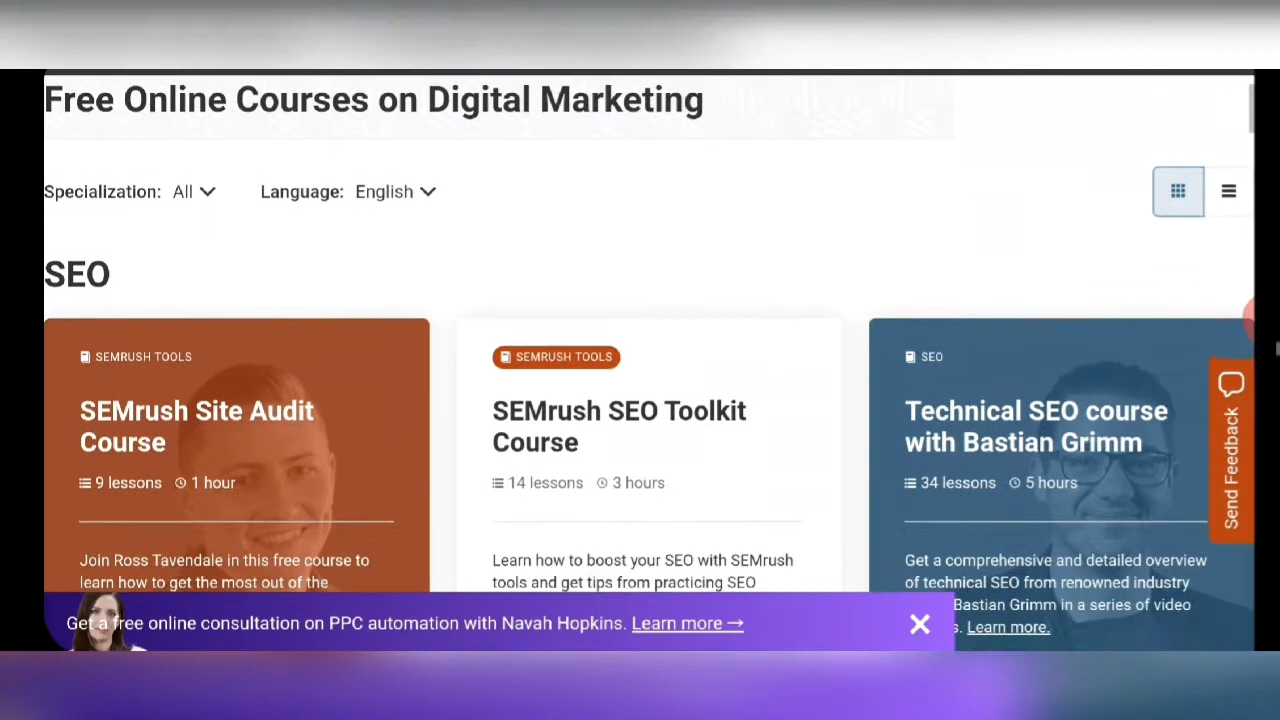 Free Online Courses on Digital Marketing
Specialization: All
Language: English
SEO
SEMRUSH TOOLS
SEMrush Site Audit
Course
9 lessons 1 hour
Join Ross Tavendale in this free course to
learn how to get the most out of the
SEMRUSH TOOLS
SEMrush SEO Toolkit
Course
14 lessons 3 hours
Learn how to boost your SEO with SEMrush
tools and get tips from practicing SEO
SEO
Technical SEO course
with Bastian Grimm
34 lessons 5 hours
Get a comprehensive and detailed overview
of technical SEO from renowned industry
Bastian Grimm in a series of video
s. Learn more.
Send Feedback
Get a free online consultation on PPC automation with Navah Hopkins. Learn more →